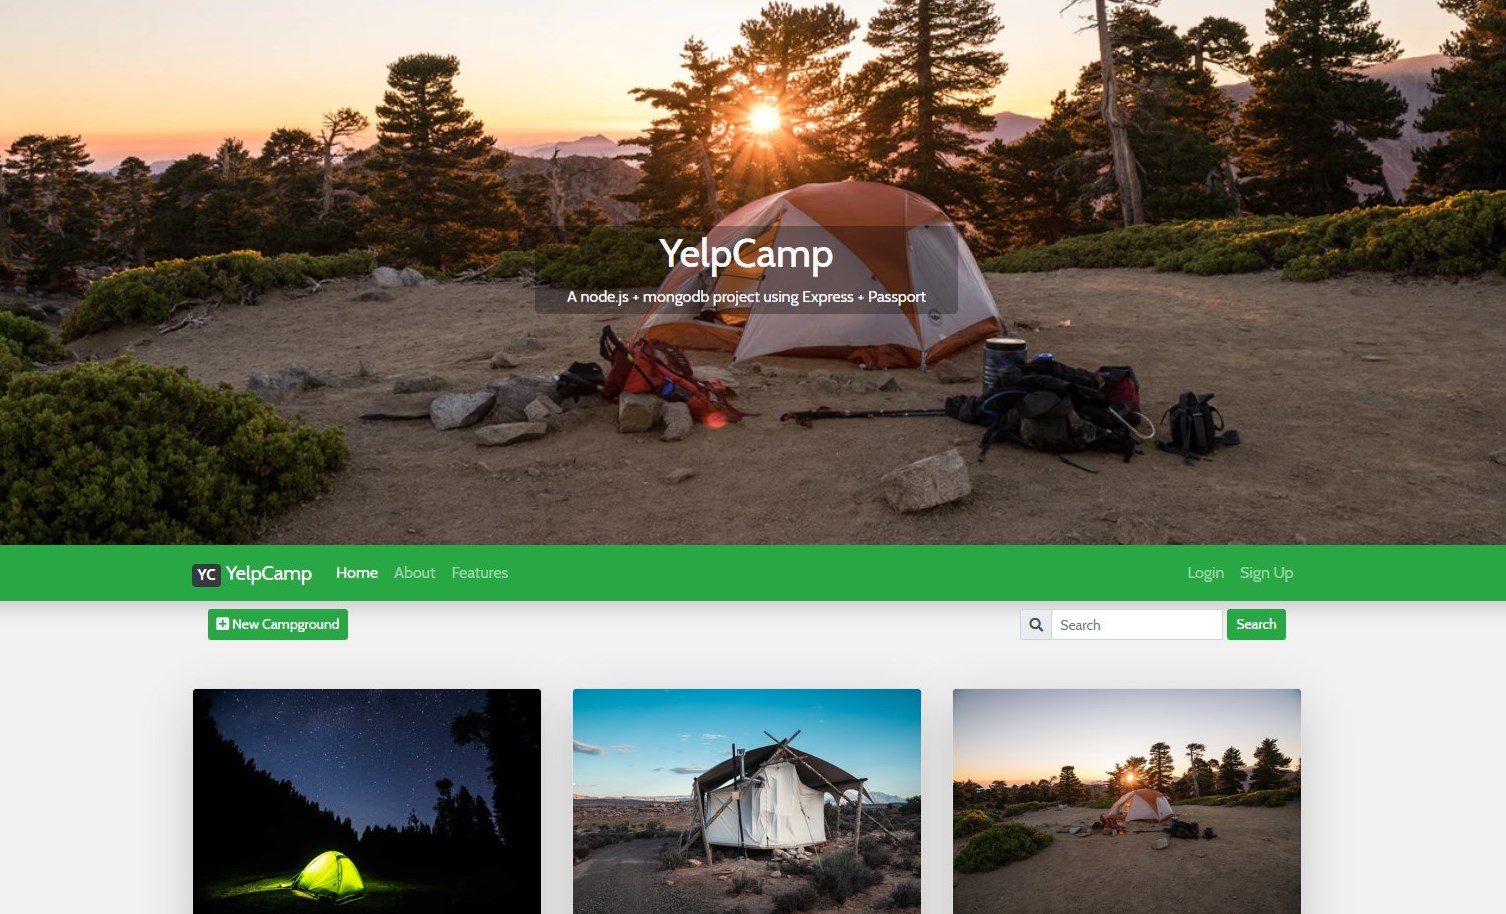 YelpCamp
A node.js + mongodb project using Express + Passport
YC YelpCamp Home About Features Login Sign Up
New Campground Search Search